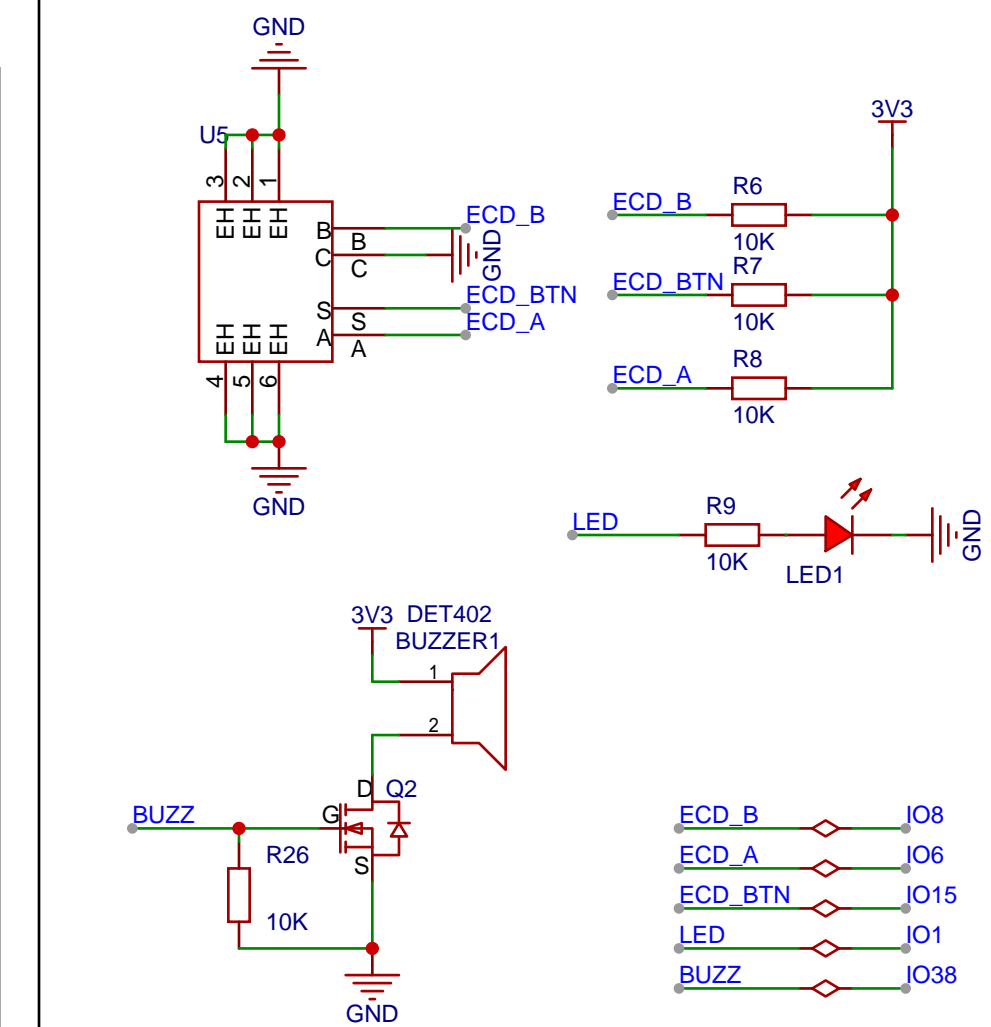 GND
U5
3
2
1
EH
EH
EH
B
B
ECD_B
C
C
GND
S
S
ECD_BTN
A
A
ECD_A
EH
EH
EH
4
5
6
GND
3V3
ECD_B
R6
10K
ECD_BTN
R7
10K
ECD_A
R8
10K
LED
R9
10K
LED1
GND
3V3
DET402
BUZZER1
1
2
BUZZ
G
D
S
Q2
R26
10K
GND
ECD_B
IO8
ECD_A
IO6
ECD_BTN
IO15
LED
IO1
BUZZ
IO38